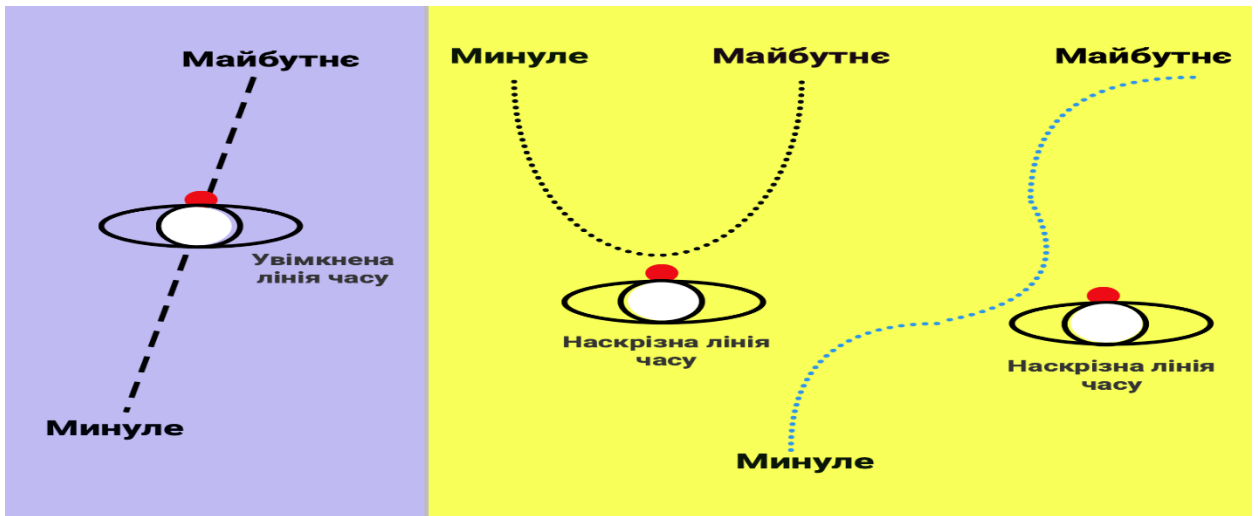 Майбутнє
Увімкнена
лінія часу
Минуле
Минуле
Майбутнє
Наскрізна лінія
часу
Майбутнє
Наскрізна лінія
часу
Минуле